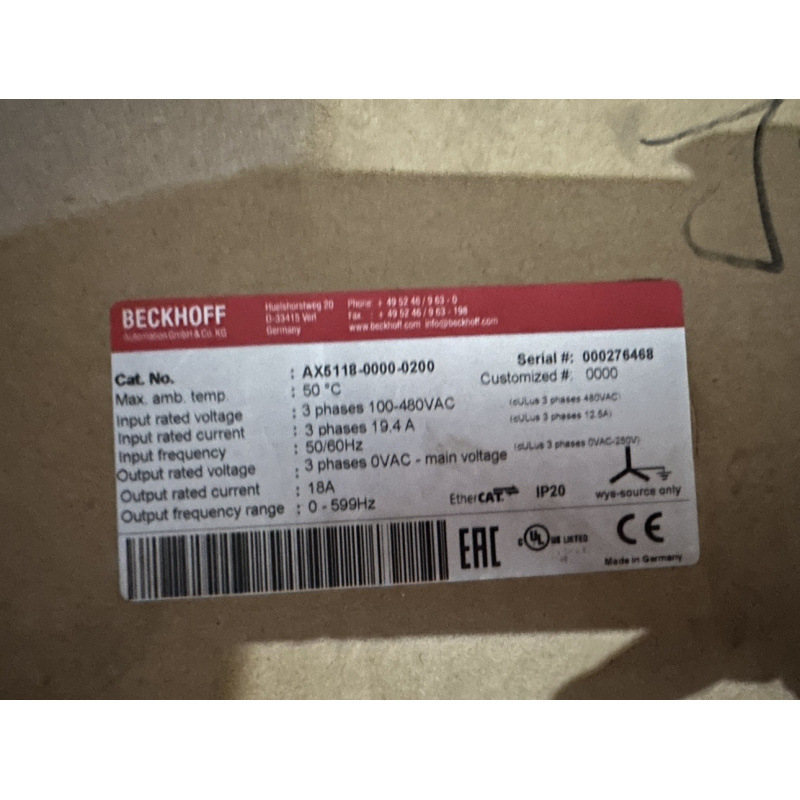 BECKHOFF
Automation GmbH & Co. KG
Huelshorstweg 20
D-33415 Verl
Germany
Phone: + 49 52 46 / 9 63 - 0
Fax : + 49 52 46 / 9 63 - 198
www.beckhoff.com info@beckhoff.com
Cat. No. : AX5118-0000-0200
Serial #: 000276468
Max. amb. temp. : 50 °C
Customized #: 0000
Input rated voltage : 3 phases 100-480VAC (cULus 3 phases 480VAC)
Input rated current : 3 phases 19.4 A (cULus 3 phases 12.5A)
Input frequency : 50/60Hz
Output rated voltage : 3 phases 0VAC - main voltage (cULus 3 phases 0VAC-250V)
Output rated current : 18A
Output frequency range : 0 - 599Hz
EtherCAT
IP20
wye-source only
EAC
c UL us LISTED
CE
Made in Germany